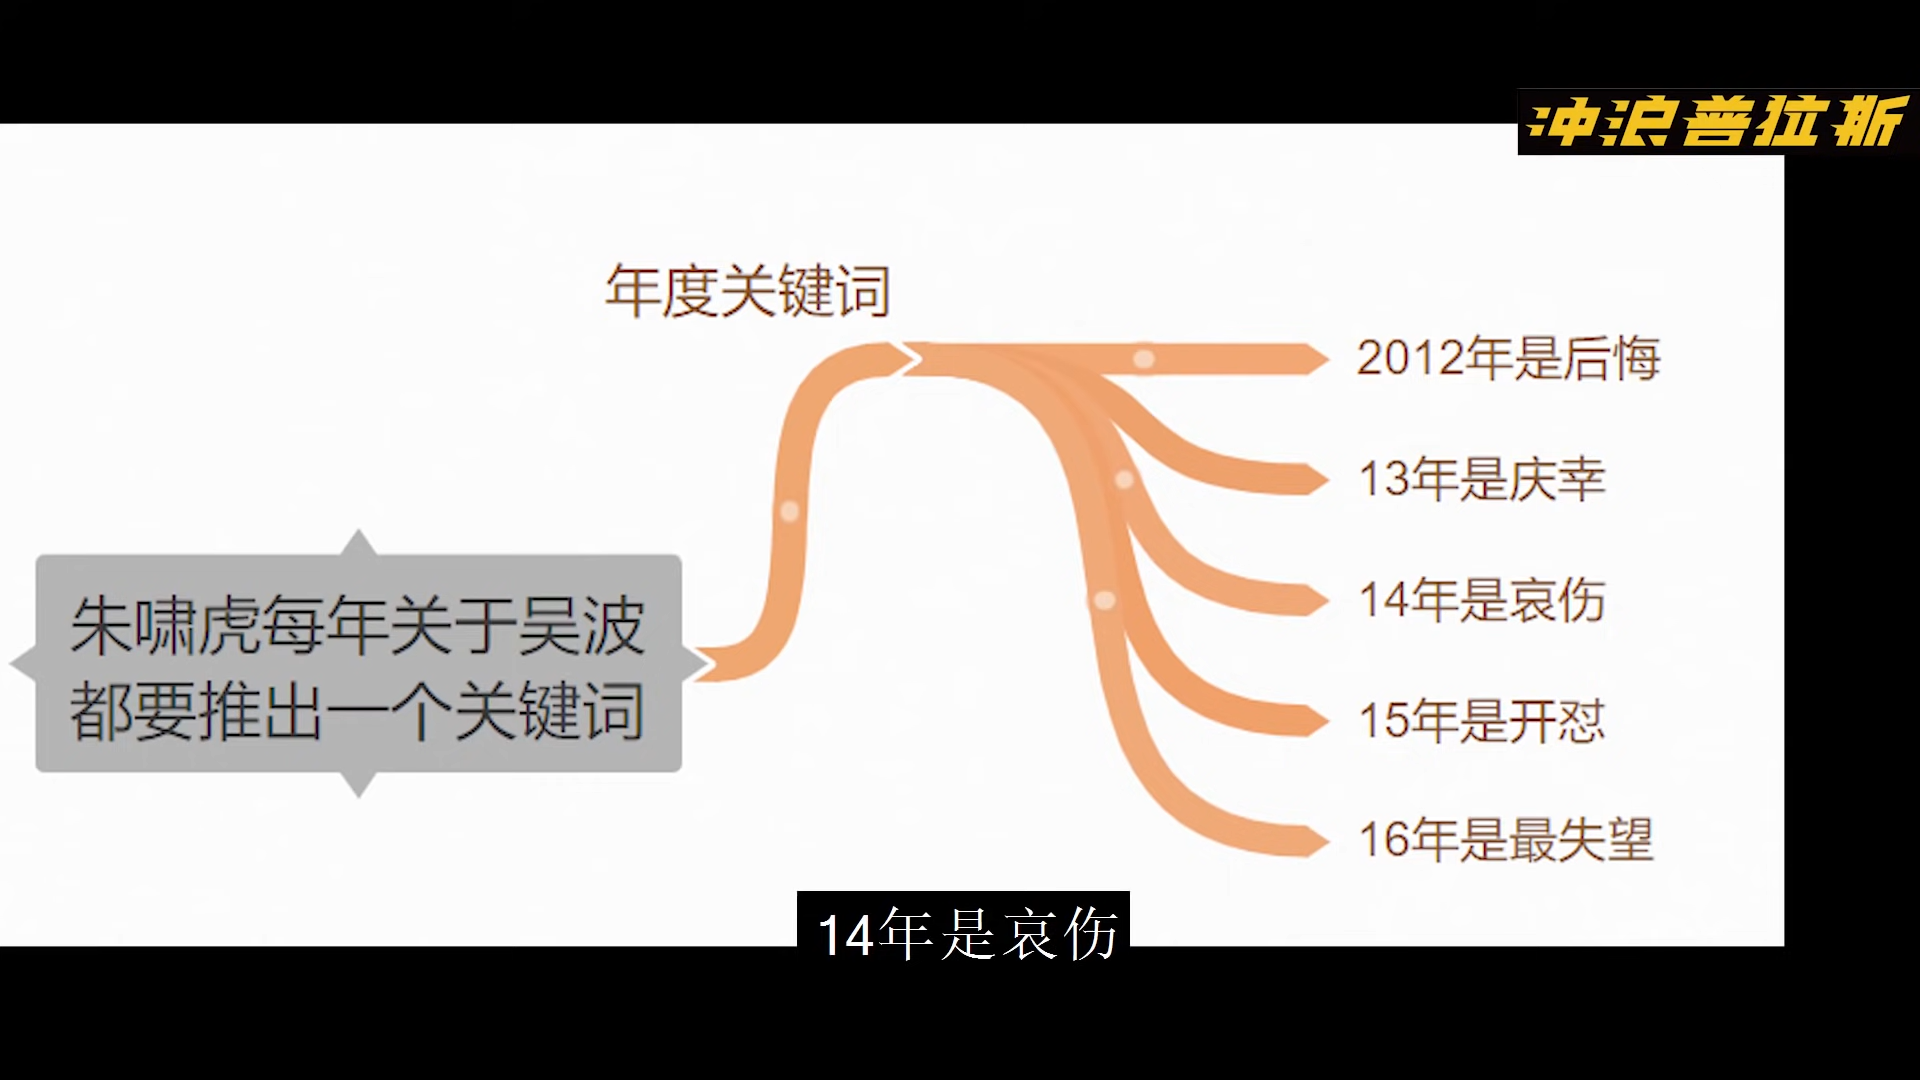 冲浪普拉斯
年度关键词
2012年是后悔
13年是庆幸
14年是哀伤
15年是开怼
16年是最失望
朱啸虎每年关于吴波
都要推出一个关键词
14年是哀伤